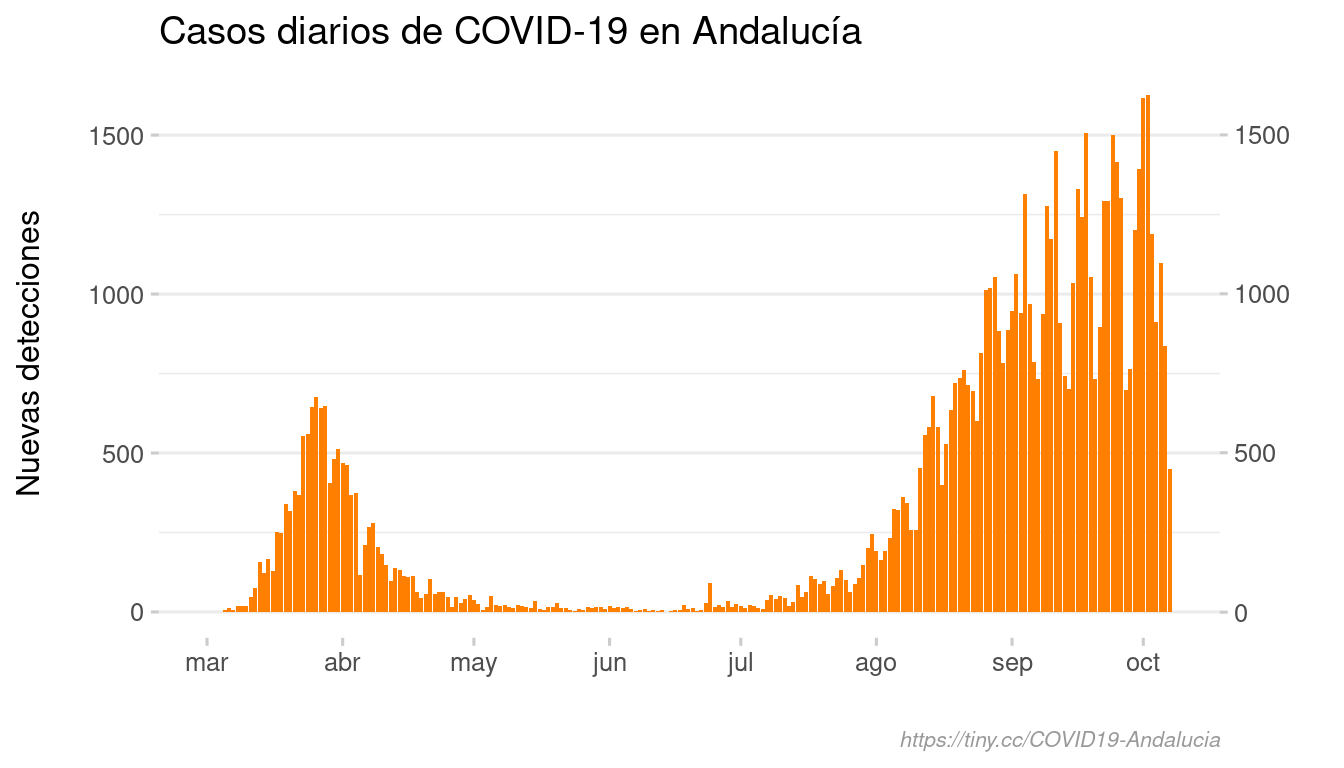 Casos diarios de COVID-19 en Andalucía
Nuevas detecciones
1500 1500
1000 1000
500 500
0 0
mar abr may jun jul ago sep oct
https://tiny.cc/COVID19-Andalucia